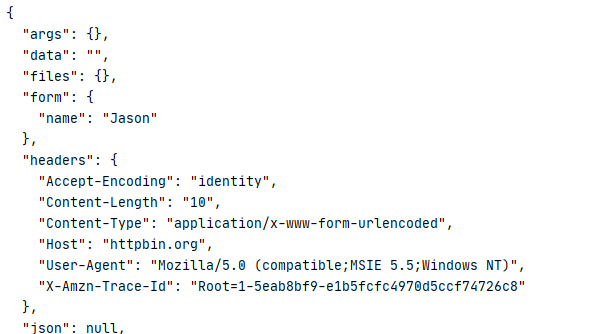 {
  "args": {},
  "data": "",
  "files": {},
  "form": {
    "name": "Jason"
  },
  "headers": {
    "Accept-Encoding": "identity",
    "Content-Length": "10",
    "Content-Type": "application/x-www-form-urlencoded",
    "Host": "httpbin.org",
    "User-Agent": "Mozilla/5.0 (compatible;MSIE 5.5;Windows NT)",
    "X-Amzn-Trace-Id": "Root=1-5eab8bf9-e1b5fcfc4970d5ccf74726c8"
  },
  "json": null,